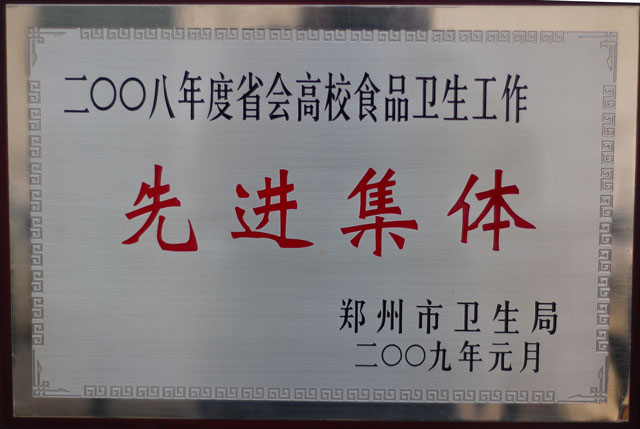 二〇〇八年度省会高校食品卫生工作
先进集体
郑州市卫生局
二〇〇九年元月